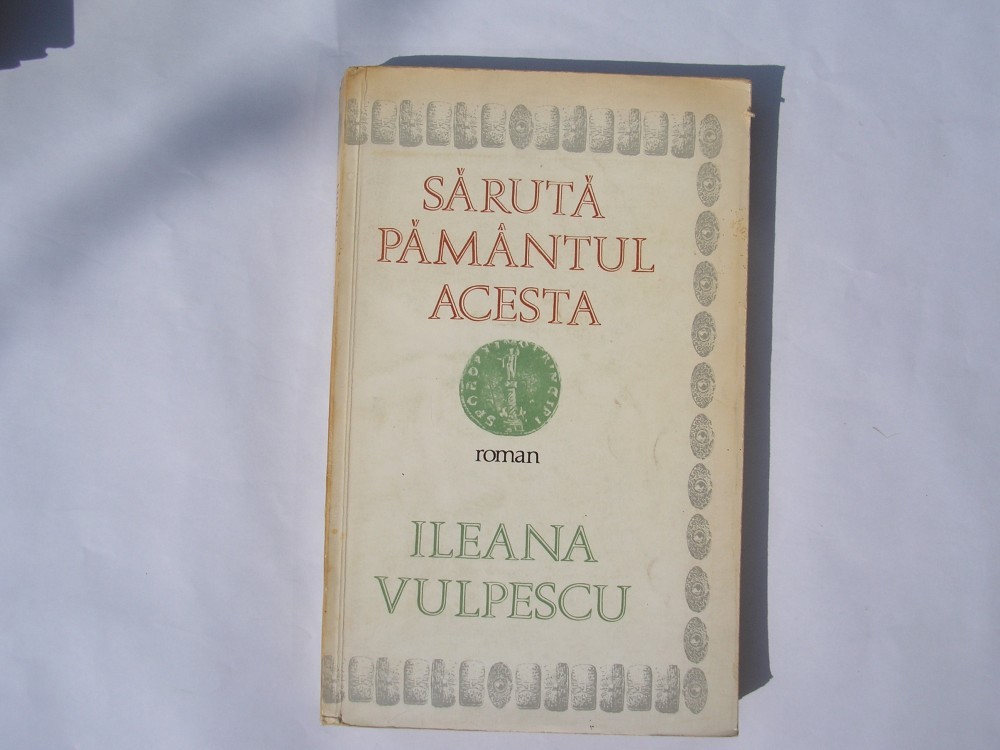 SĂRUTĂ
PĂMÂNTUL
ACESTA
roman
ILEANA
VULPESCU